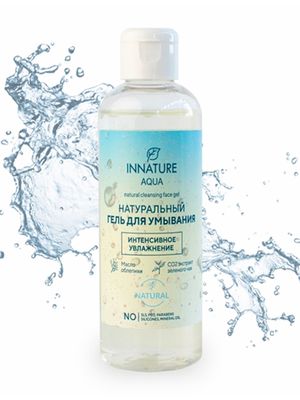 INNATURE
AQUA
natural cleansing face gel
НАТУРАЛЬНЫЙ
ГЕЛЬ ДЛЯ УМЫВАНИЯ
ИНТЕНСИВНОЕ
УВЛАЖНЕНИЕ
Масло
облепихи
CO2 экстракт
зеленого чая
#NATURAL
NO | SLS, PEG, PARABENS
SILICONES, MINERAL OIL